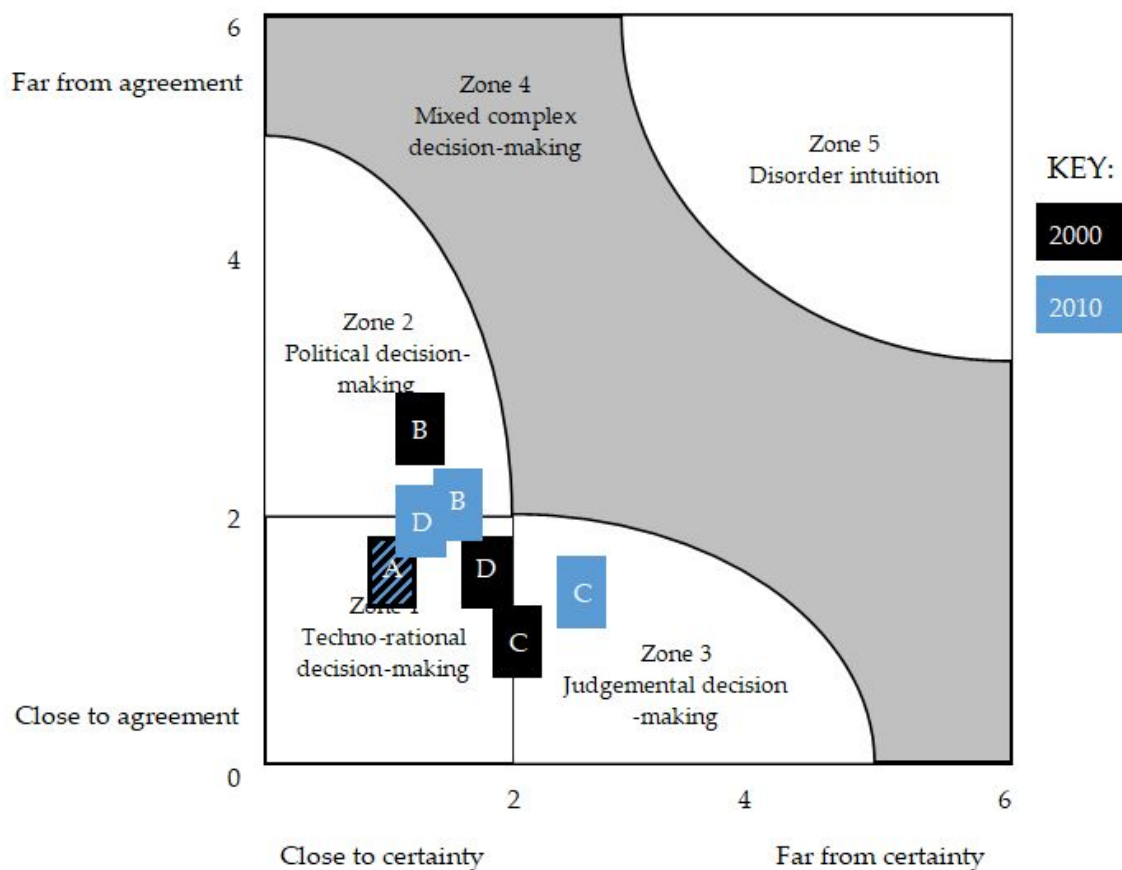 6
Far from agreement
Zone 4
Mixed complex
decision-making
Zone 5
Disorder intuition
KEY:
2000
2010
4
Zone 2
Political decision-
making
B
B
2
D
A
D
C
C
Zone 1
Techno-rational
decision-making
Zone 3
Judgemental decision
-making
Close to agreement
0
2
4
6
Close to certainty
Far from certainty